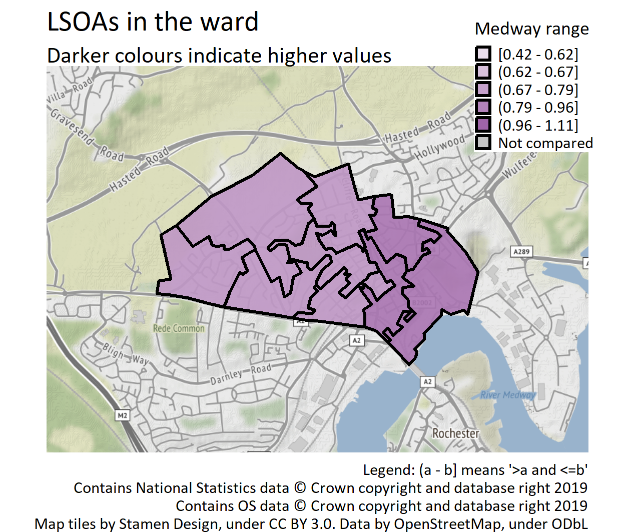 LSOAs in the ward
Darker colours indicate higher values
Medway range
[0.42 - 0.62]
(0.62 - 0.67]
(0.67 - 0.79]
(0.79 - 0.96]
(0.96 - 1.11]
Not compared
Villa Road
Gravesend Road
Hasted Road
Hasted Road
Hollywood
Wulfere
A289
Rede Common
A2
Bligh Way
Darnley Road
A2
M2
River Medway
Rochester
Legend: (a - b] means '>a and <=b'
Contains National Statistics data © Crown copyright and database right 2019
Contains OS data © Crown copyright and database right 2019
Map tiles by Stamen Design, under CC BY 3.0. Data by OpenStreetMap, under ODbL